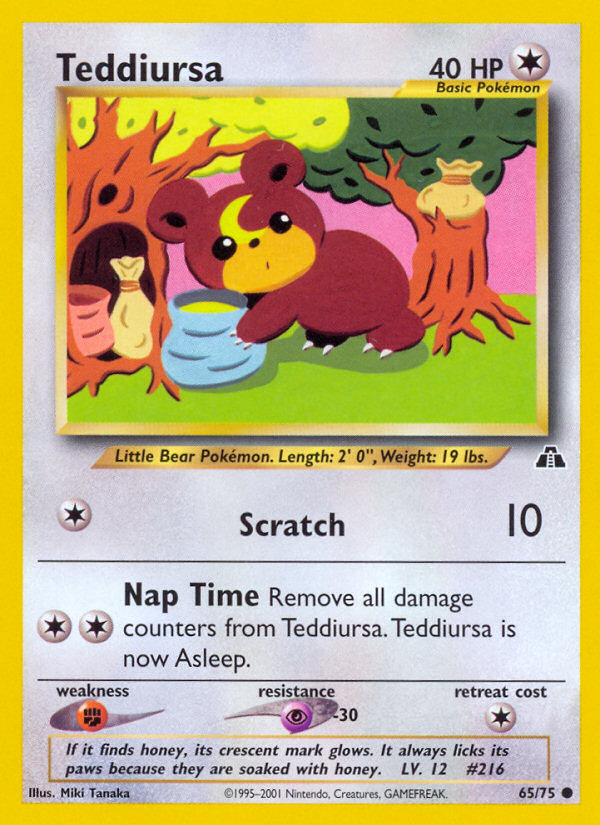 Teddiursa
40 HP
Basic Pokémon
Little Bear Pokémon. Length: 2' 0", Weight: 19 lbs.
Scratch 10
Nap Time Remove all damage
counters from Teddiursa. Teddiursa is
now Asleep.
weakness resistance retreat cost
-30
If it finds honey, its crescent mark glows. It always licks its
paws because they are soaked with honey. LV. 12 #216
Illus. Miki Tanaka ©1995–2001 Nintendo, Creatures, GAMEFREAK. 65/75